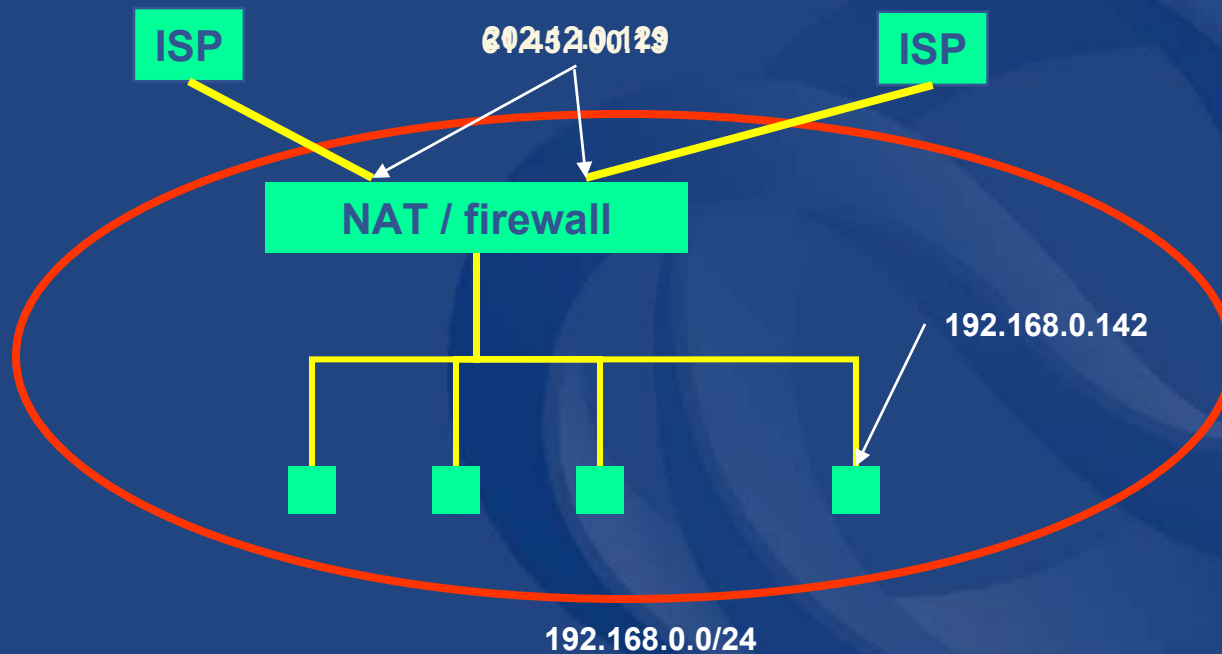 ISP
ISP
NAT / firewall
192.168.0.142
192.168.0.0/24